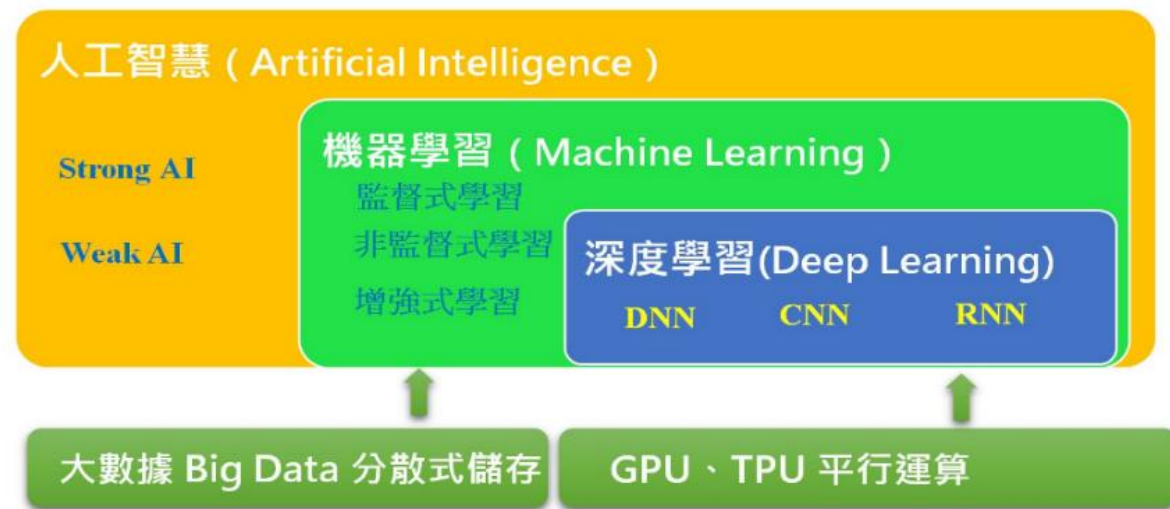 人工智慧 ( Artificial Intelligence )
Strong AI
Weak AI
機器學習 ( Machine Learning )
監督式學習
非監督式學習
增強式學習
深度學習(Deep Learning)
DNN CNN RNN
大數據 Big Data 分散式儲存
GPU、TPU 平行運算